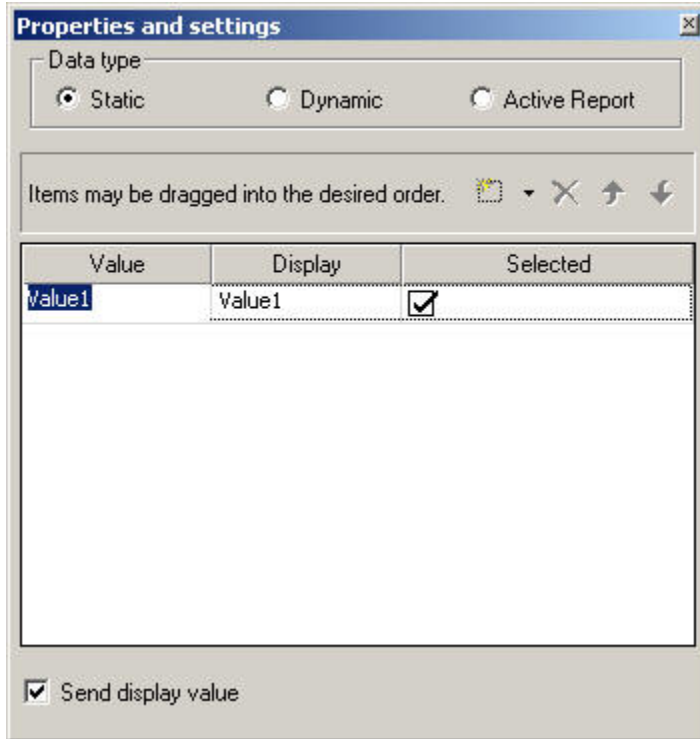 Properties and settings
Data type
Static Dynamic Active Report
Items may be dragged into the desired order.
Value Display Selected
Value1 Value1
Send display value